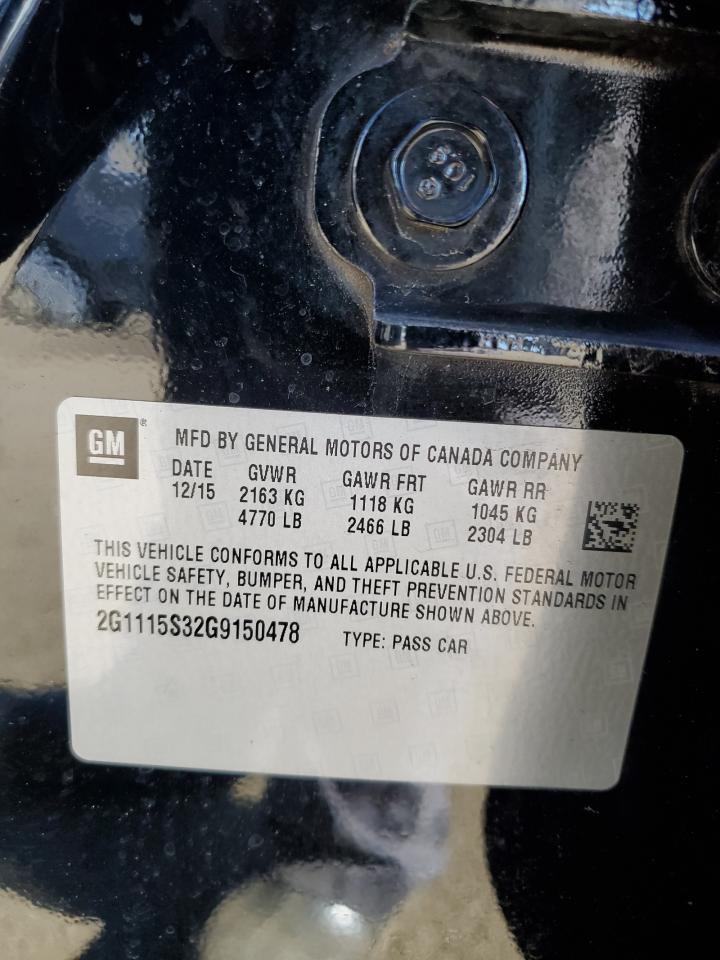 GM®
MFD BY GENERAL MOTORS OF CANADA COMPANY
DATE GVWR GAWR FRT GAWR RR
12/15 2163 KG 1118 KG 1045 KG
4770 LB 2466 LB 2304 LB
THIS VEHICLE CONFORMS TO ALL APPLICABLE U.S. FEDERAL MOTOR
VEHICLE SAFETY, BUMPER, AND THEFT PREVENTION STANDARDS IN
EFFECT ON THE DATE OF MANUFACTURE SHOWN ABOVE.
2G1115S32G9150478 TYPE: PASS CAR